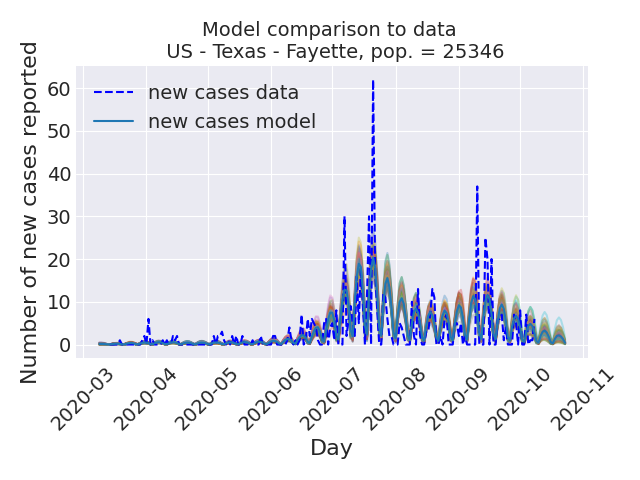 Model comparison to data
US - Texas - Fayette, pop. = 25346
Number of new cases reported
60
50
40
30
20
10
0
new cases data
new cases model
2020-03
2020-04
2020-05
2020-06
2020-07
2020-08
2020-09
2020-10
2020-11
Day